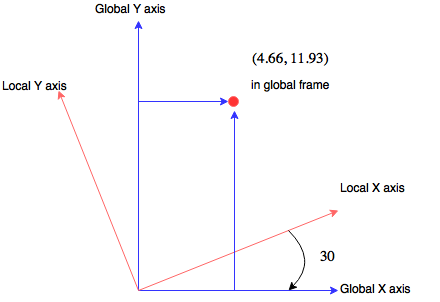 Global Y axis
(4.66, 11.93)
in global frame
Local Y axis
Local X axis
30
Global X axis